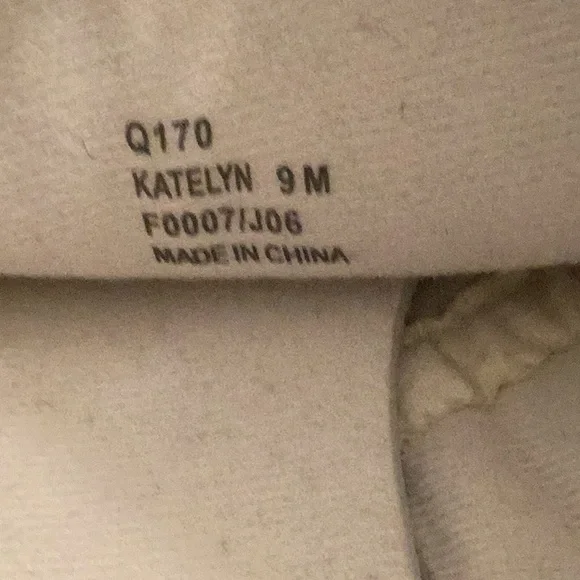 Q170
KATELYN 9 M
F0007/J06
MADE IN CHINA